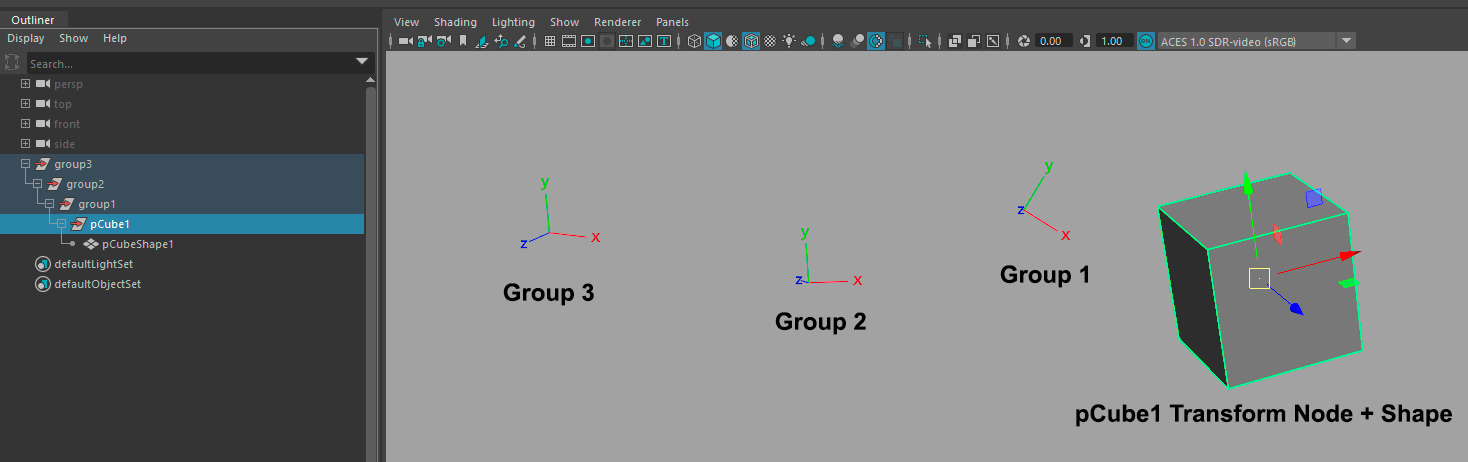 Outliner
Display Show Help
Search...
persp
top
front
side
group3
group2
group1
pCube1
pCubeShape1
defaultLightSet
defaultObjectSet
View Shading Lighting Show Renderer Panels
0.00 1.00 ACES 1.0 SDR-video (sRGB)
y
z x
Group 3
y
z x
Group 2
y
z
x
Group 1
pCube1 Transform Node + Shape